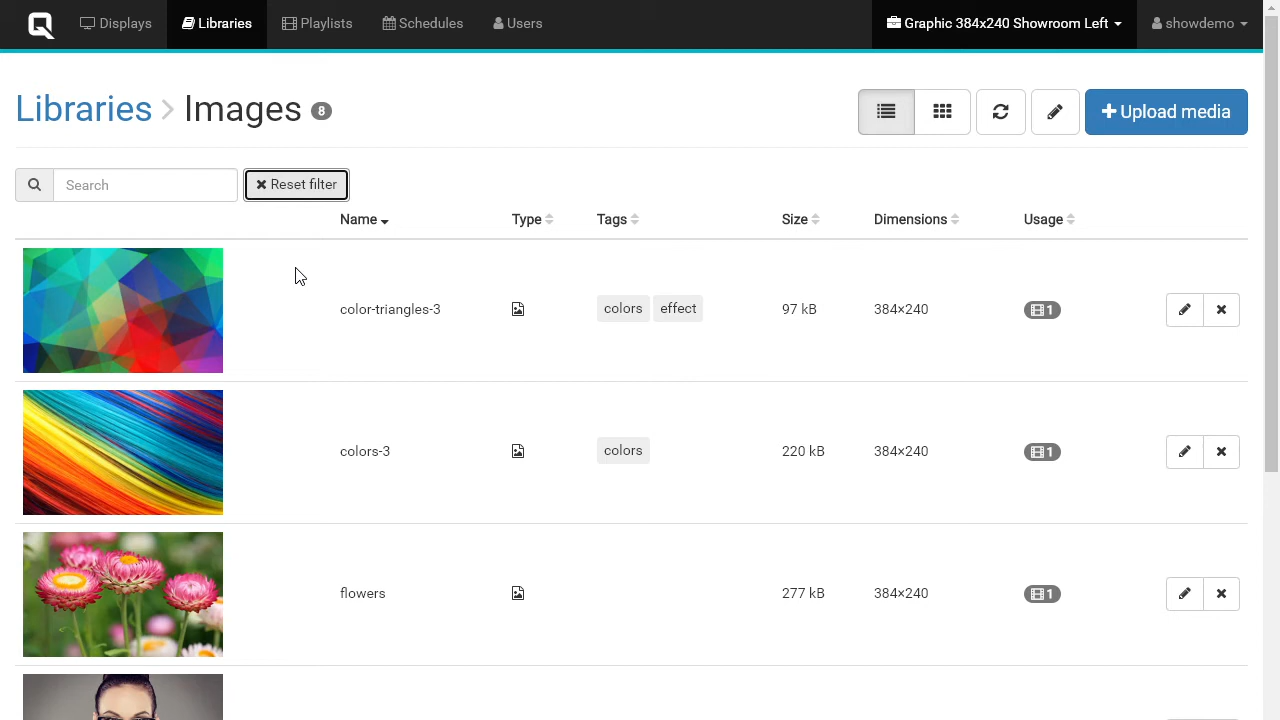 Displays Libraries Playlists Schedules Users Graphic 384x240 Showroom Left showdemo
Libraries Images 8 Upload media
Search Reset filter
Name Type Tags Size Dimensions Usage
color-triangles-3 colors effect 97 kB 384×240 1
colors-3 colors 220 kB 384×240 1
flowers 277 kB 384×240 1